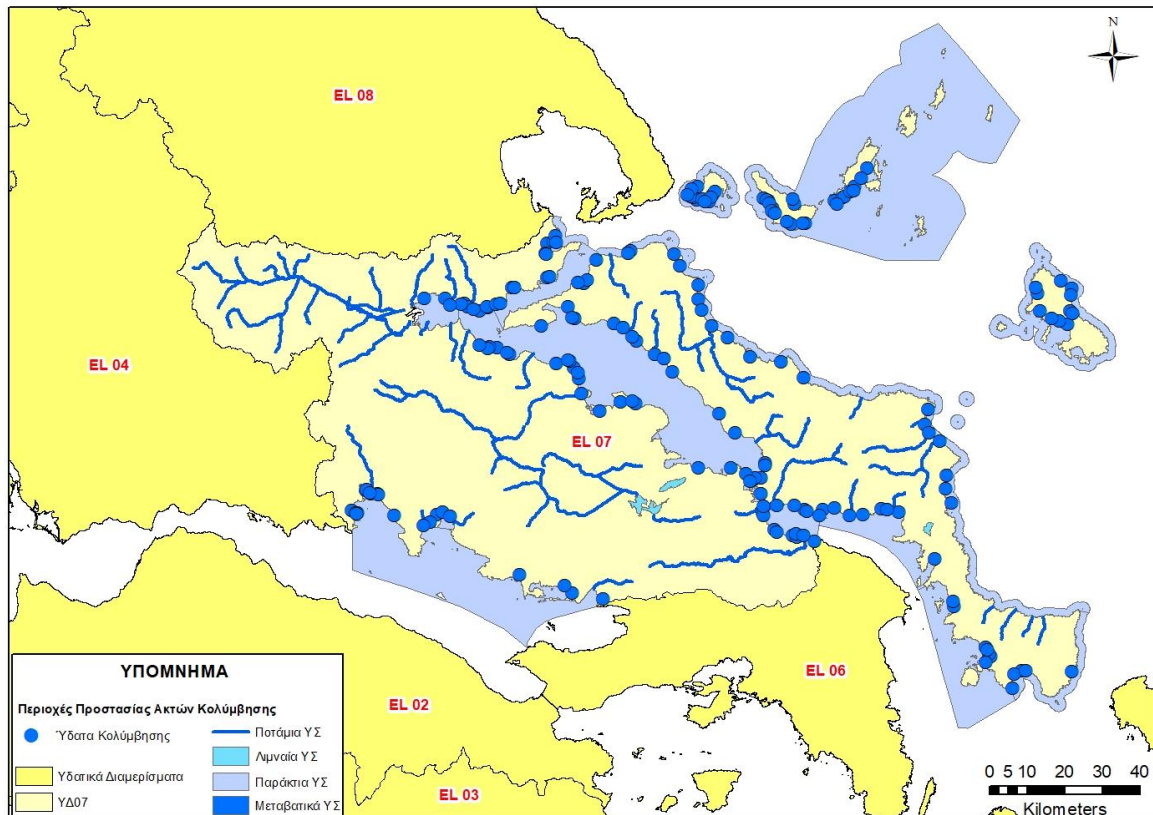 N
EL 08
EL 04
EL 07
EL 06
EL 02
EL 03
ΥΠΟΜΝΗΜΑ
Περιοχές Προστασίας Ακτών Κολύμβησης
Ύδατα Κολύμβησης
Υδατικά Διαμερίσματα
ΥΔ07
Ποτάμια ΥΣ
Λιμναία ΥΣ
Παράκτια ΥΣ
Μεταβατικά ΥΣ
0 5 10 20 30 40
Kilometers